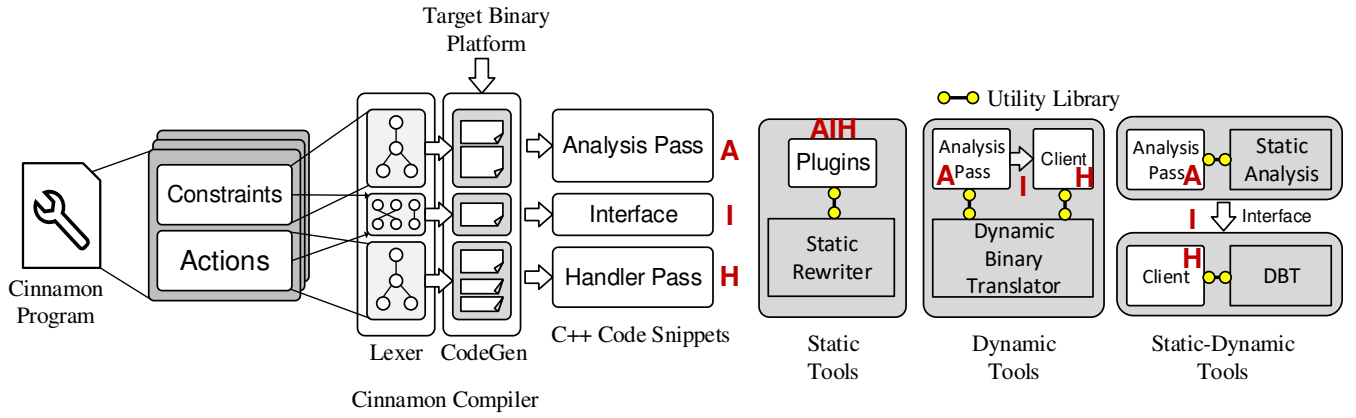 Target Binary
Platform
Constraints
Actions
Cinnamon
Program
Lexer
CodeGen
Cinnamon Compiler
Analysis Pass
A
Interface
I
Handler Pass
H
C++ Code Snippets
Utility Library
AIH
Plugins
Static
Rewriter
Static
Tools
Analysis
Pass
A
I
Client
H
Dynamic
Binary
Translator
Dynamic
Tools
Analysis
Pass
A
Static
Analysis
I
Interface
H
Client
DBT
Static-Dynamic
Tools